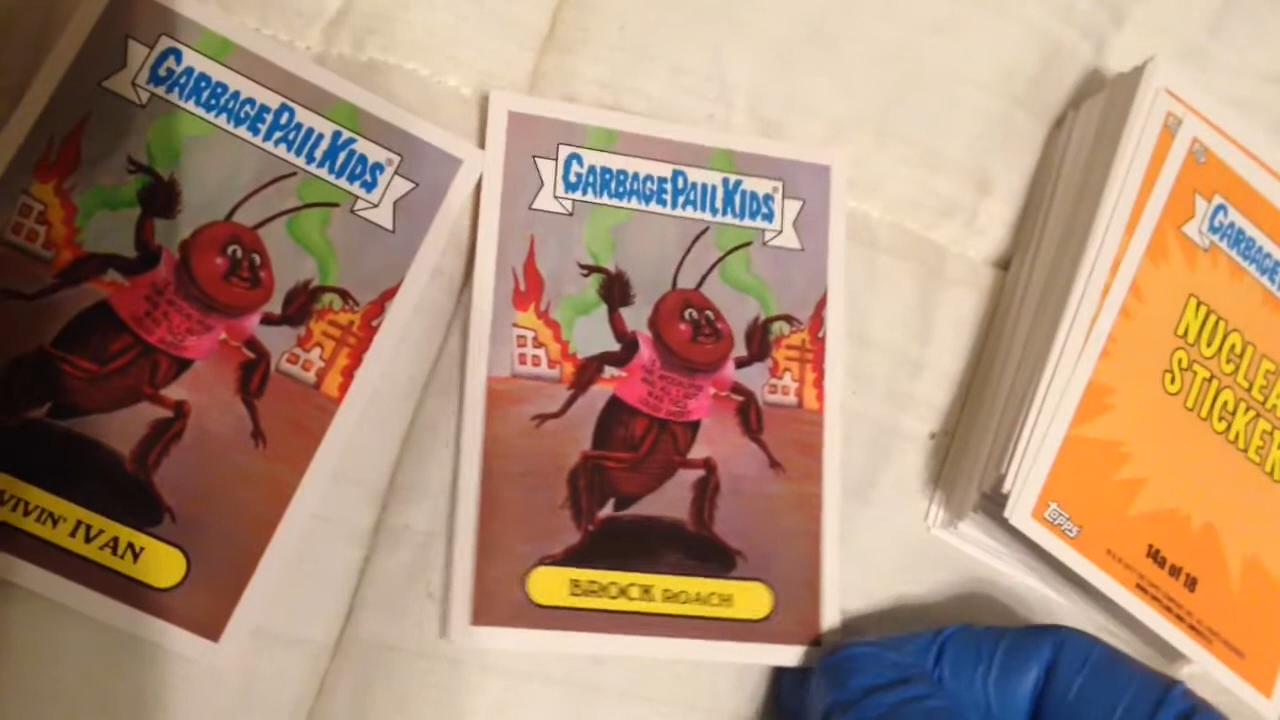 GARBAGE PAIL KIDS®
VIVIN' IVAN
GARBAGE PAIL KIDS®
BROCK ROACH
GARBAGE
NUCLEA
STICKER
topps
14a of 18